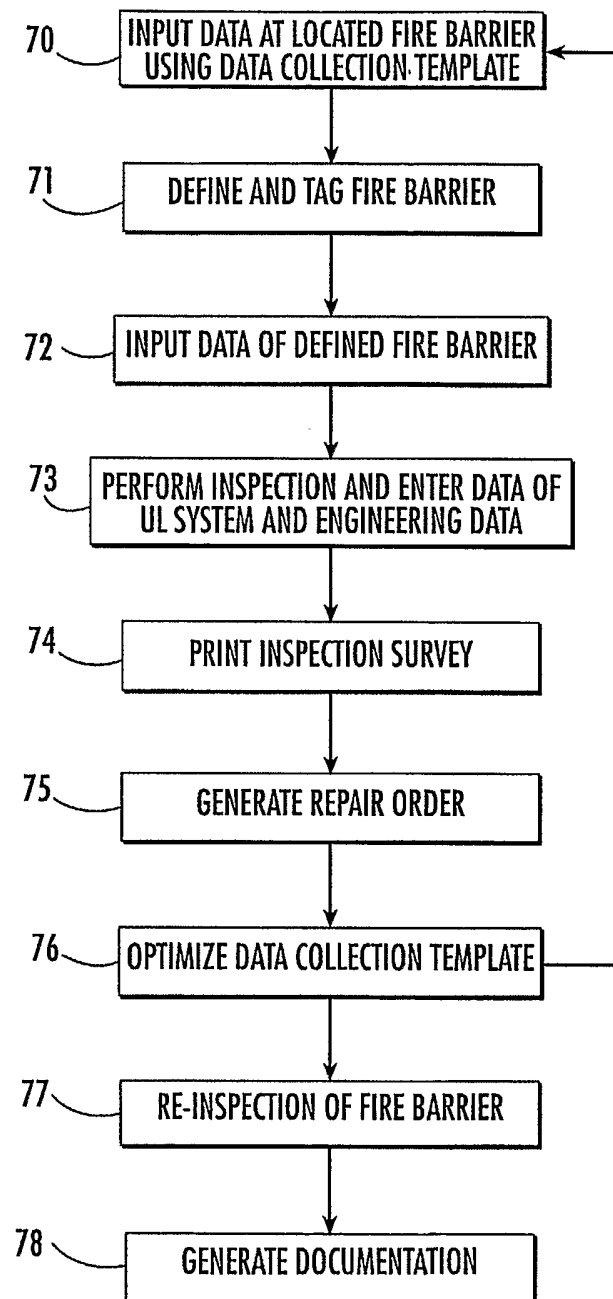 70
INPUT DATA AT LOCATED FIRE BARRIER
USING DATA COLLECTION TEMPLATE
71
DEFINE AND TAG FIRE BARRIER
72
INPUT DATA OF DEFINED FIRE BARRIER
73
PERFORM INSPECTION AND ENTER DATA OF
UL SYSTEM AND ENGINEERING DATA
74
PRINT INSPECTION SURVEY
75
GENERATE REPAIR ORDER
76
OPTIMIZE DATA COLLECTION TEMPLATE
77
RE-INSPECTION OF FIRE BARRIER
78
GENERATE DOCUMENTATION